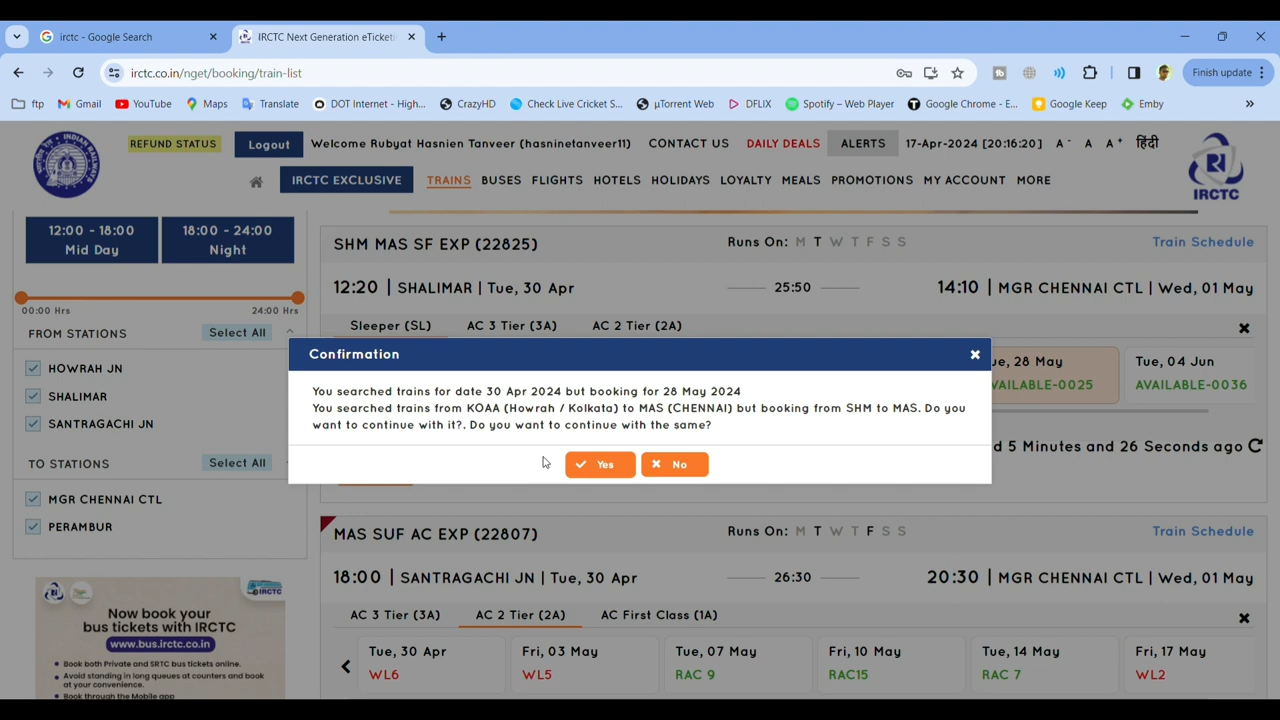 irctc - Google Search
IRCTC Next Generation eTicketi
Finish update
irctc.co.in/nget/booking/train-list
ftp
Gmail
YouTube
Maps
Translate
DOT Internet - High...
CrazyHD
Check Live Cricket S...
µTorrent Web
DFLIX
Spotify – Web Player
Google Chrome - E...
Google Keep
Emby
REFUND STATUS
Logout
Welcome Rubyat Hasnien Tanveer (hasninetanveer11)
CONTACT US
DAILY DEALS
ALERTS
17-Apr-2024 [20:16:20]
A- A A+
हिंदी
IRCTC EXCLUSIVE
TRAINS
BUSES
FLIGHTS
HOTELS
HOLIDAYS
LOYALTY
MEALS
PROMOTIONS
MY ACCOUNT
MORE
IRCTC
12:00 - 18:00
Mid Day
18:00 - 24:00
Night
00:00 Hrs
24:00 Hrs
FROM STATIONS
Select All
HOWRAH JN
SHALIMAR
SANTRAGACHI JN
TO STATIONS
Select All
MGR CHENNAI CTL
PERAMBUR
IRCTC
Now book your
bus tickets with IRCTC
www.bus.irctc.co.in
Book both Private and SRTC bus tickets online.
Avoid standing in long queues at counters and book
at your convenience.
Book through the Mobile app
SHM MAS SF EXP (22825)
Runs On: M T W T F S S
Train Schedule
12:20 | SHALIMAR | Tue, 30 Apr
25:50
14:10 | MGR CHENNAI CTL | Wed, 01 May
Sleeper (SL)
AC 3 Tier (3A)
AC 2 Tier (2A)
ue, 28 May
VAILABLE-0025
Tue, 04 Jun
AVAILABLE-0036
d 5 Minutes and 26 Seconds ago
Confirmation
You searched trains for date 30 Apr 2024 but booking for 28 May 2024
You searched trains from KOAA (Howrah / Kolkata) to MAS (CHENNAI) but booking from SHM to MAS. Do you
want to continue with it?. Do you want to continue with the same?
Yes
No
MAS SUF AC EXP (22807)
Runs On: M T W T F S S
Train Schedule
18:00 | SANTRAGACHI JN | Tue, 30 Apr
26:30
20:30 | MGR CHENNAI CTL | Wed, 01 May
AC 3 Tier (3A)
AC 2 Tier (2A)
AC First Class (1A)
Tue, 30 Apr
WL6
Fri, 03 May
WL5
Tue, 07 May
RAC 9
Fri, 10 May
RAC15
Tue, 14 May
RAC 7
Fri, 17 May
WL2